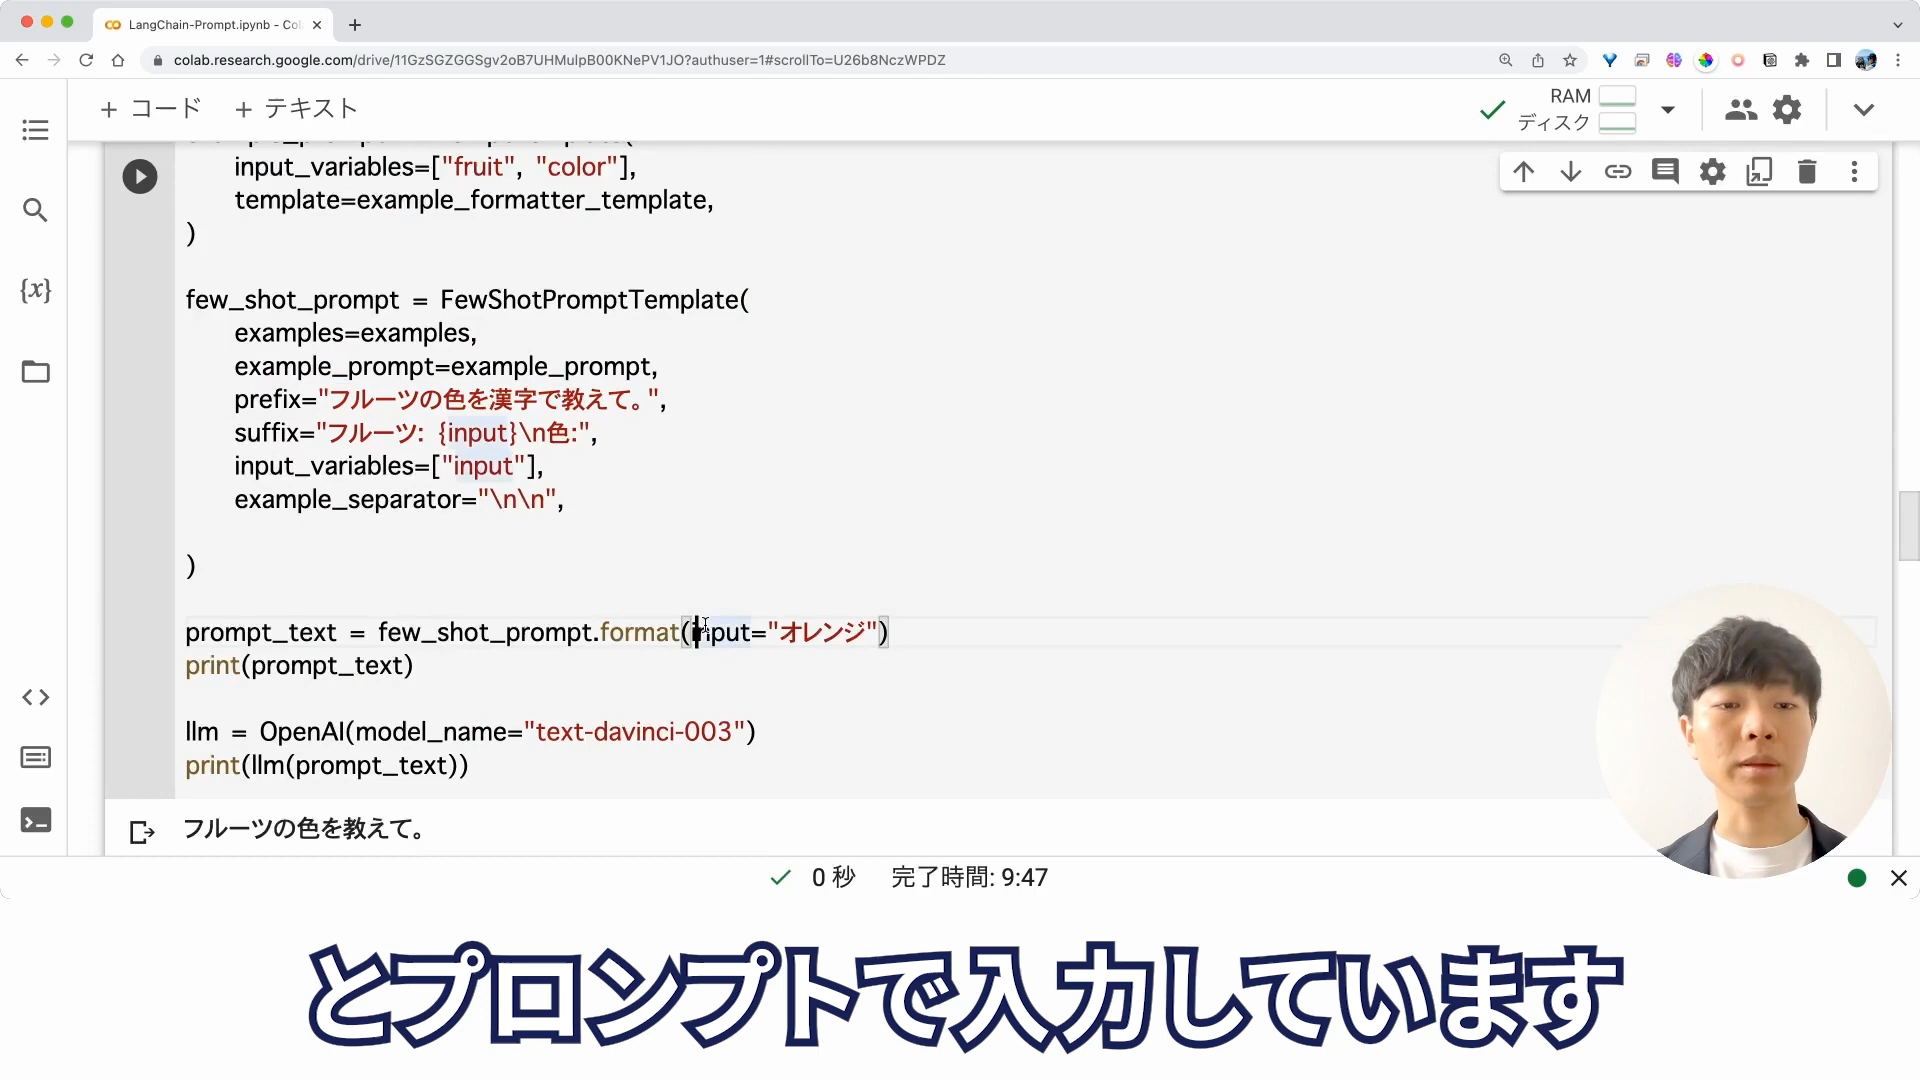 LangChain-Prompt.ipynb - Co
colab.research.google.com/drive/11GzSGZGGSgv2oB7UHMulpB00KNePV1JO?authuser=1#scrollTo=U26b8NczWPDZ
+ コード + テキスト
RAM
ディスク
{x}
input_variables=["fruit", "color"],
template=example_formatter_template,
)
few_shot_prompt = FewShotPromptTemplate(
examples=examples,
example_prompt=example_prompt,
prefix="フルーツの色を漢字で教えて。",
suffix="フルーツ: {input}\n色:",
input_variables=["input"],
example_separator="\n\n",
)
prompt_text = few_shot_prompt.format(input="オレンジ")
print(prompt_text)
llm = OpenAI(model_name="text-davinci-003")
print(llm(prompt_text))
フルーツの色を教えて。
0 秒 完了時間: 9:47
とプロンプトで入力しています